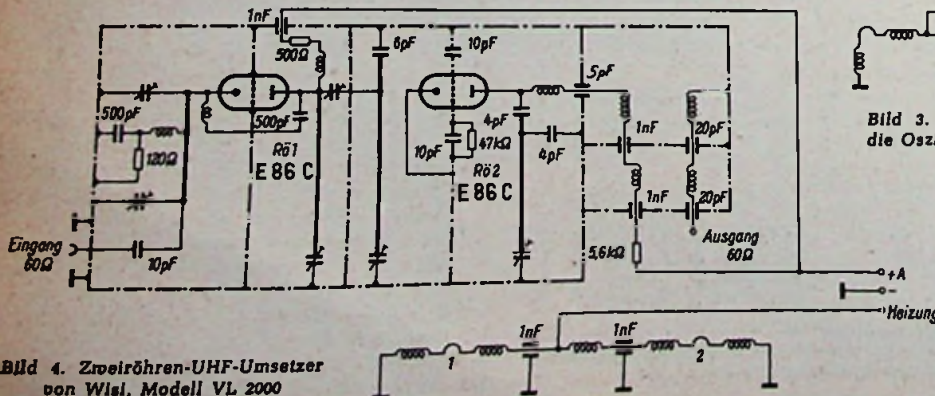 1nF
500Ω
6pF
10pF
5pF
500pF
120Ω
500pF
Rö1
E 86 C
10pF
47kΩ
Rö2
E 86 C
4pF
4pF
1nF
20pF
1nF
20pF
Eingang
60Ω
10pF
5,6kΩ
Ausgang
60Ω
+A
-
Heizung
1nF
1nF
1
2
Bild 4. Zweiröhren-UHF-Umsetzer
von Wisi, Modell VL 2000
Bild 3.
die Osz